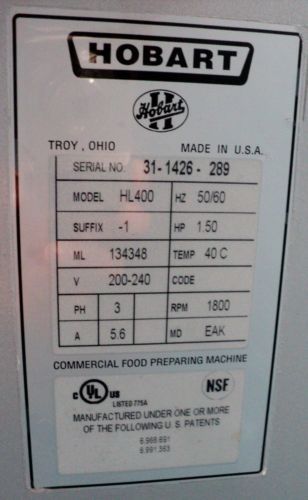 HOBART
Hobart
H
TROY, OHIO MADE IN U.S.A.
SERIAL NO: 31-1426-289
MODEL HL400 HZ 50/60
SUFFIX -1 HP 1.50
ML 134348 TEMP 40 C
V 200-240 CODE
PH 3 RPM 1800
A 5.6 MD EAK
COMMERCIAL FOOD PREPARING MACHINE
C UL US NSF
LISTED 775A
MANUFACTURED UNDER ONE OR MORE
OF THE FOLLOWING U.S. PATENTS
6,966,691
6,991,363